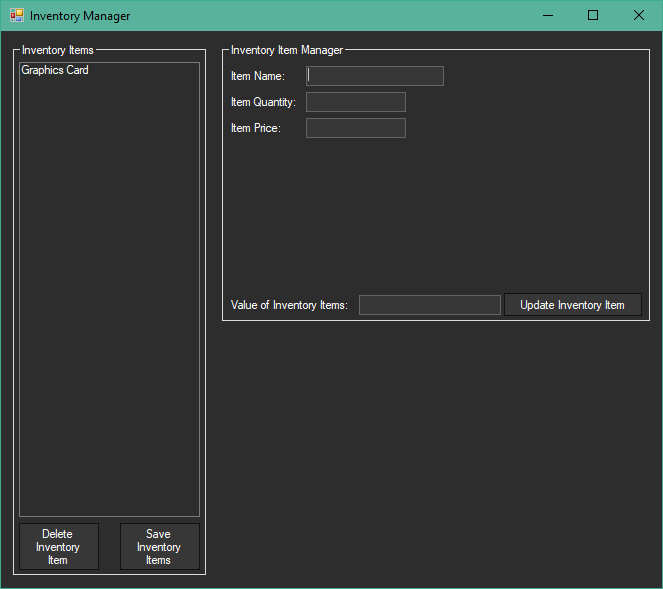 Inventory Manager
Inventory Items
Graphics Card
Delete
Inventory
Item
Save
Inventory
Items
Inventory Item Manager
Item Name:
Item Quantity:
Item Price:
Value of Inventory Items:
Update Inventory Item